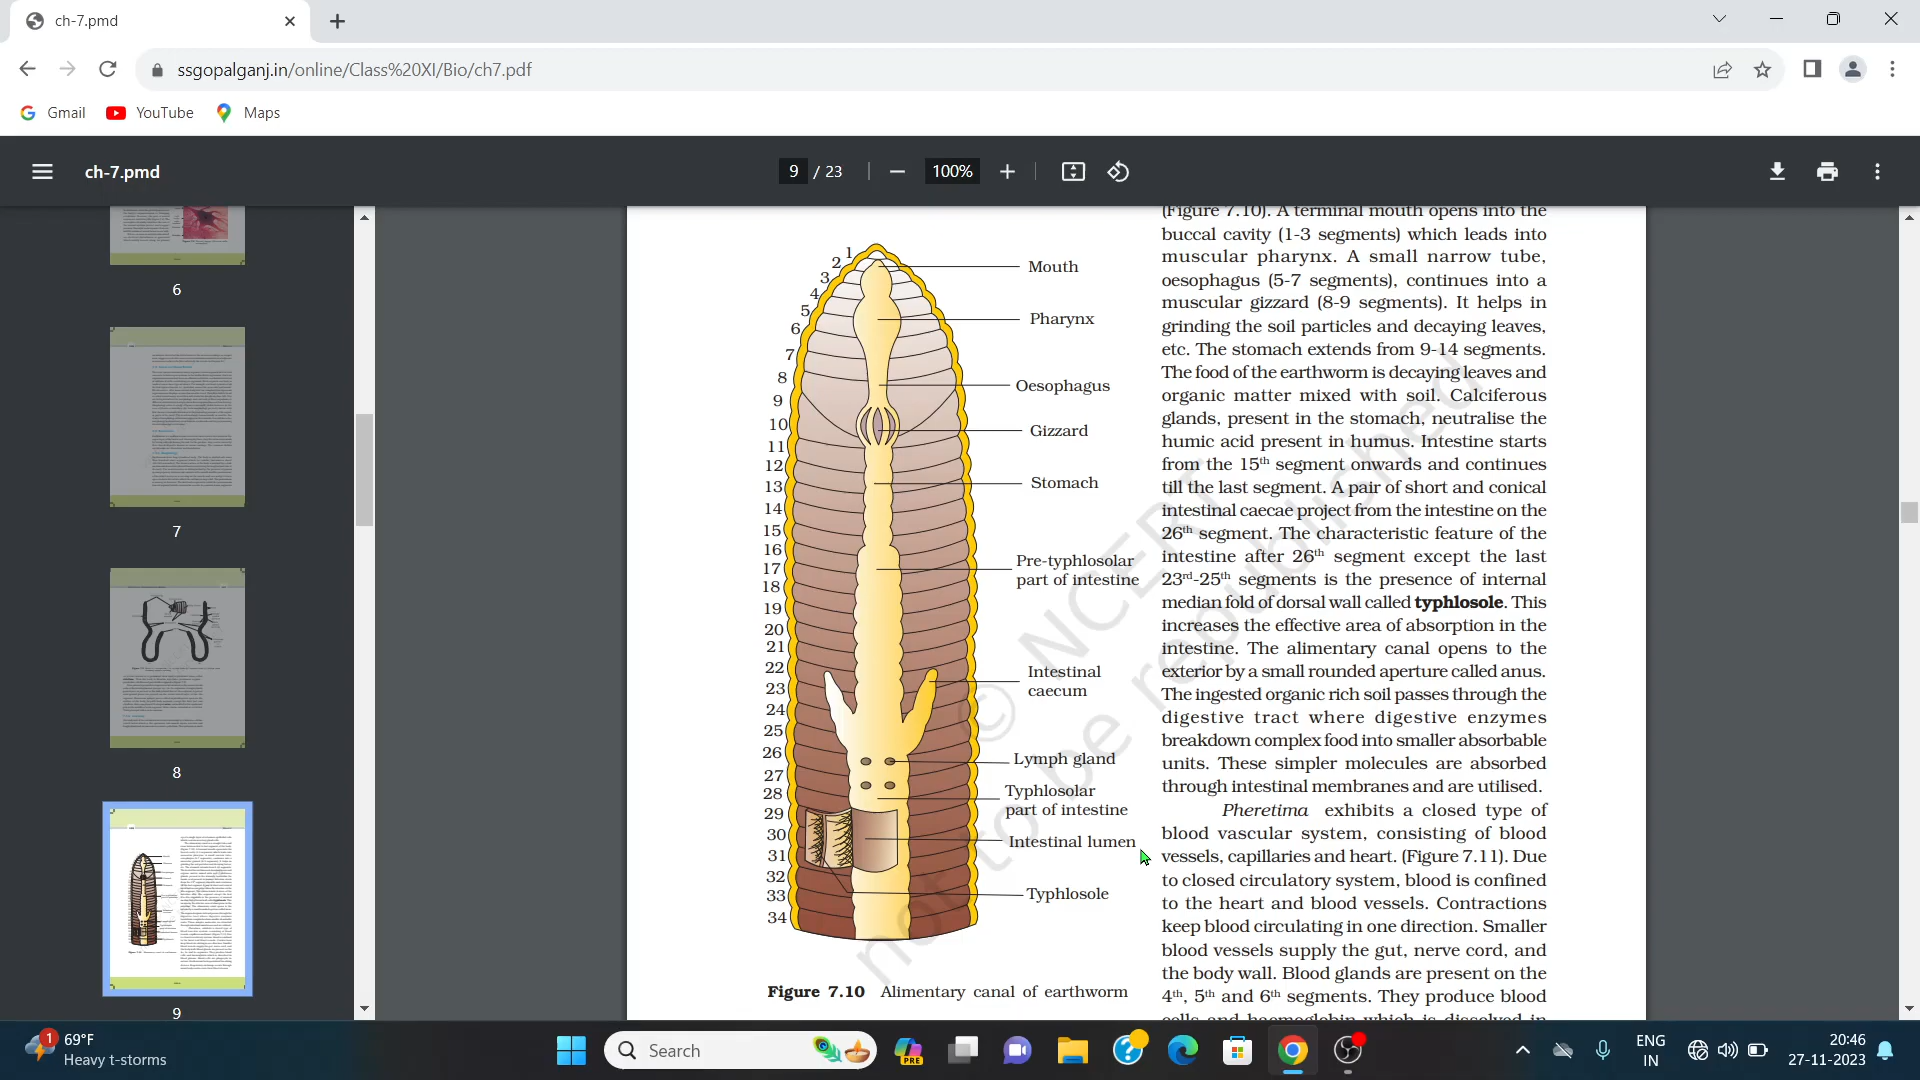 ch-7.pmd
ssgopalganj.in/online/Class%20XI/Bio/ch7.pdf
Gmail
YouTube
Maps
ch-7.pmd
9 / 23
100%
6
7
8
9
1
2
3
4
5
6
7
8
9
10
11
12
13
14
15
16
17
18
19
20
21
22
23
24
25
26
27
28
29
30
31
32
33
34
Mouth
Pharynx
Oesophagus
Gizzard
Stomach
Pre-typhlosolar
part of intestine
Intestinal
caecum
Lymph gland
Typhlosolar
part of intestine
Intestinal lumen
Typhlosole
Figure 7.10 Alimentary canal of earthworm
(Figure 7.10). A terminal mouth opens into the
buccal cavity (1-3 segments) which leads into
muscular pharynx. A small narrow tube,
oesophagus (5-7 segments), continues into a
muscular gizzard (8-9 segments). It helps in
grinding the soil particles and decaying leaves,
etc. The stomach extends from 9-14 segments.
The food of the earthworm is decaying leaves and
organic matter mixed with soil. Calciferous
glands, present in the stomach, neutralise the
humic acid present in humus. Intestine starts
from the 15th segment onwards and continues
till the last segment. A pair of short and conical
intestinal caecae project from the intestine on the
26th segment. The characteristic feature of the
intestine after 26th segment except the last
23rd-25th segments is the presence of internal
median fold of dorsal wall called typhlosole. This
increases the effective area of absorption in the
intestine. The alimentary canal opens to the
exterior by a small rounded aperture called anus.
The ingested organic rich soil passes through the
digestive tract where digestive enzymes
breakdown complex food into smaller absorbable
units. These simpler molecules are absorbed
through intestinal membranes and are utilised.
Pheretima exhibits a closed type of
blood vascular system, consisting of blood
vessels, capillaries and heart. (Figure 7.11). Due
to closed circulatory system, blood is confined
to the heart and blood vessels. Contractions
keep blood circulating in one direction. Smaller
blood vessels supply the gut, nerve cord, and
the body wall. Blood glands are present on the
4th, 5th and 6th segments. They produce blood
cells and haemoglobin which is dissolved in
© NCERT
not to be republished
1
69°F
Heavy t-storms
Search
PRE
ENG
IN
20:46
27-11-2023